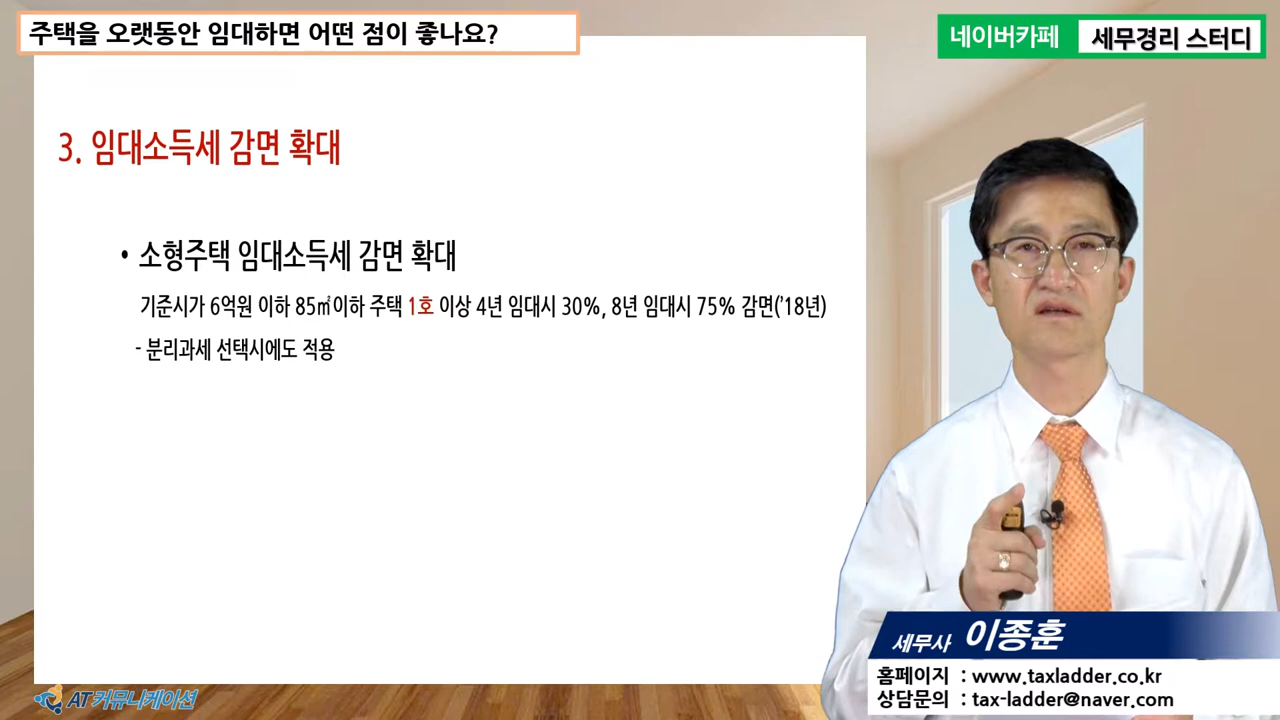 주택을 오랫동안 임대하면 어떤 점이 좋나요?
네이버카페 세무경리 스터디
3. 임대소득세 감면 확대
• 소형주택 임대소득세 감면 확대
기준시가 6억원 이하 85㎡이하 주택 1호 이상 4년 임대시 30%, 8년 임대시 75% 감면('18년)
- 분리과세 선택시에도 적용
세무사 이종훈
홈페이지 : www.taxladder.co.kr
상담문의 : tax-ladder@naver.com
AT커뮤니케이션